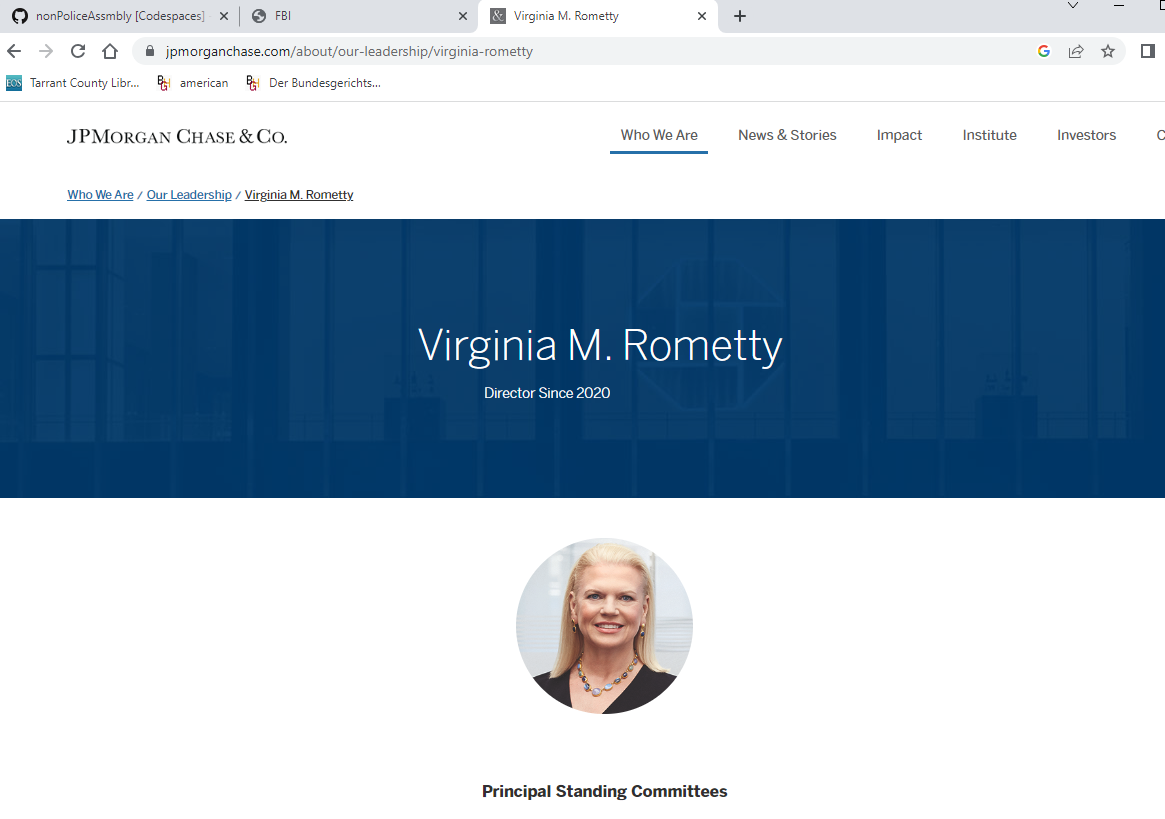 nonPoliceAssmbly [Codespaces]
FBI
Virginia M. Rometty
jpmorganchase.com/about/our-leadership/virginia-rometty
EOS Tarrant County Libr...
american
Der Bundesgerichts...
JPMORGAN CHASE & CO.
Who We Are
News & Stories
Impact
Institute
Investors
C
Who We Are / Our Leadership / Virginia M. Rometty
Virginia M. Rometty
Director Since 2020
Principal Standing Committees